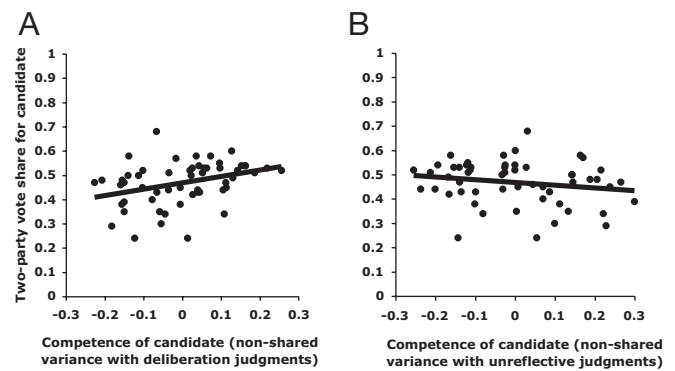 A
Two-party vote share for candidate
1
0.9
0.8
0.7
0.6
0.5
0.4
0.3
0.2
0.1
0
-0.3 -0.2 -0.1 0 0.1 0.2 0.3
Competence of candidate (non-shared
variance with deliberation judgments)
B
1
0.9
0.8
0.7
0.6
0.5
0.4
0.3
0.2
0.1
0
-0.3 -0.2 -0.1 0 0.1 0.2 0.3
Competence of candidate (non-shared
variance with unreflective judgments)